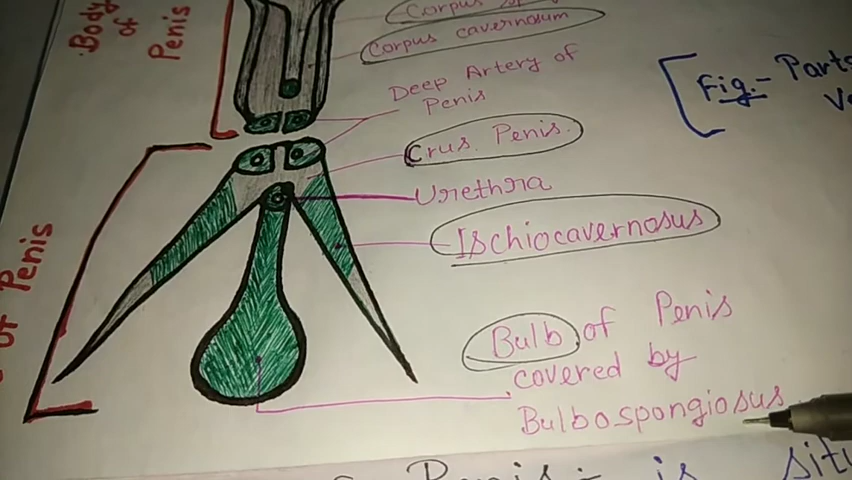 Corpus
Corpus cavernosum
Body
of
Penis
Deep Artery of
Penis
Fig:- Parts
Crus. Penis.
Urethra
Ischiocavernosus
of Penis
Bulb of Penis
covered by
Bulbospongiosus
Penis:- is situ